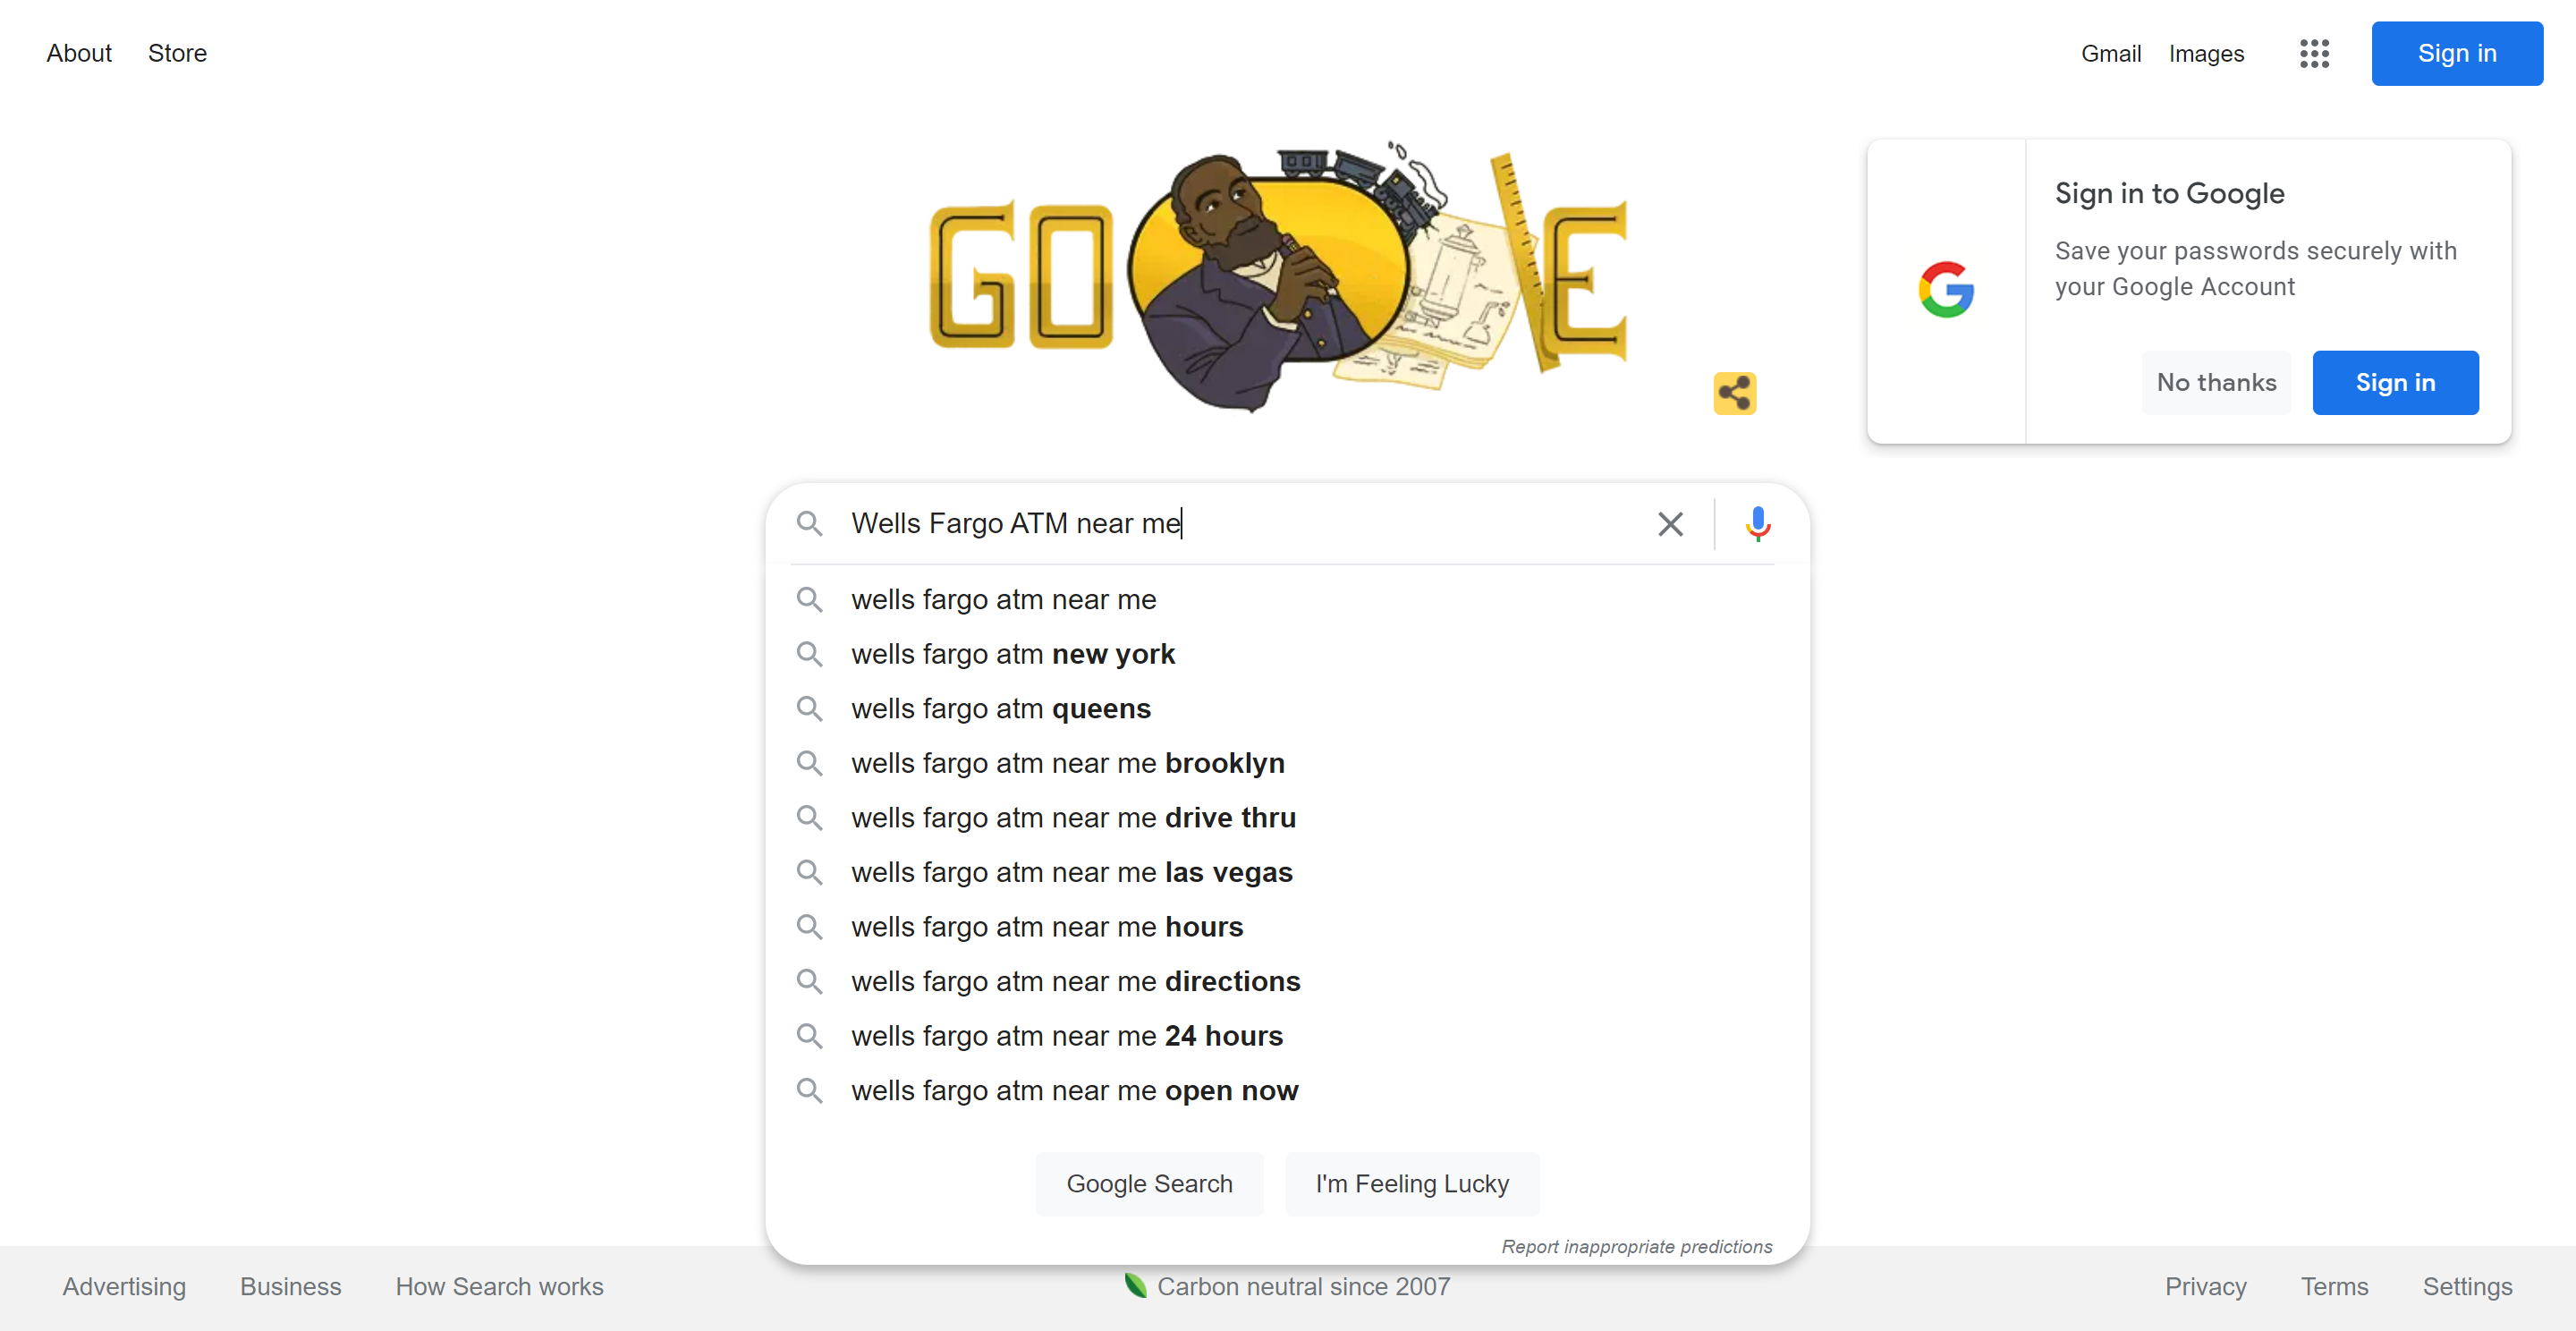 About Store
Gmail Images
Sign in
GOOGLE
Sign in to Google
Save your passwords securely with
your Google Account
No thanks
Sign in
Wells Fargo ATM near me
wells fargo atm near me
wells fargo atm new york
wells fargo atm queens
wells fargo atm near me brooklyn
wells fargo atm near me drive thru
wells fargo atm near me las vegas
wells fargo atm near me hours
wells fargo atm near me directions
wells fargo atm near me 24 hours
wells fargo atm near me open now
Google Search
I'm Feeling Lucky
Report inappropriate predictions
Advertising Business How Search works
Carbon neutral since 2007
Privacy Terms Settings